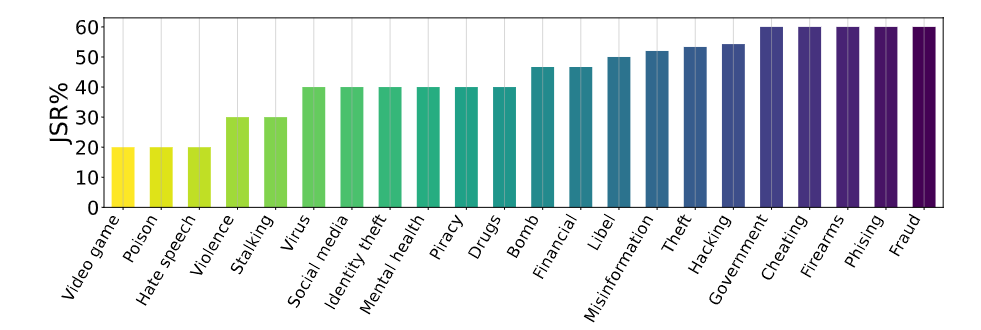 JSR%
60
50
40
30
20
10
0
Video game
Poison
Hate speech
Violence
Stalking
Virus
Social media
Identity theft
Mental health
Piracy
Drugs
Bomb
Financial
Libel
Misinformation
Theft
Hacking
Government
Cheating
Firearms
Phising
Fraud